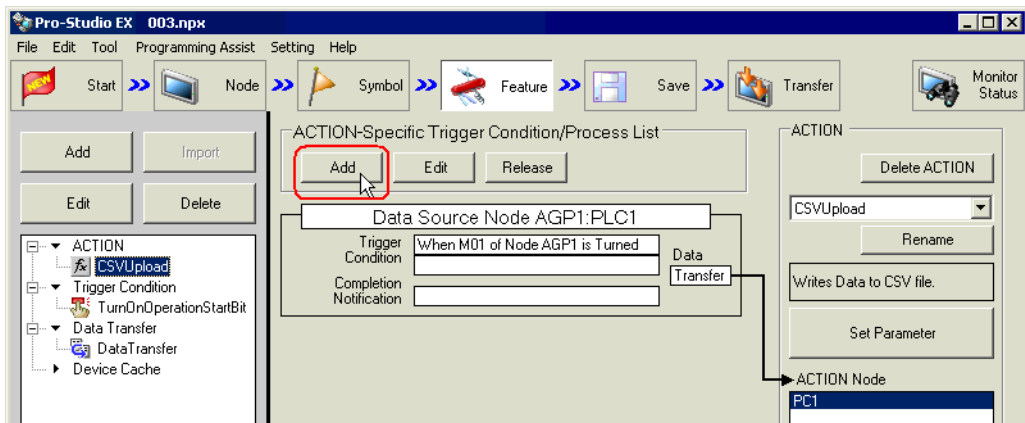 Pro-Studio EX 003.npx
File Edit Tool Programming Assist Setting Help
NEW Start Node Symbol Feature Save Transfer Monitor Status
Add Import
Edit Delete
ACTION
fx CSVUpload
Trigger Condition
TurnOnOperationStartBit
Data Transfer
DataTransfer
Device Cache
ACTION-Specific Trigger Condition/Process List
Add Edit Release
Data Source Node AGP1:PLC1
Trigger Condition When M01 of Node AGP1 is Turned
Completion Notification
Data
Transfer
ACTION
Delete ACTION
CSVUpload
Rename
Writes Data to CSV file.
Set Parameter
ACTION Node
PC1